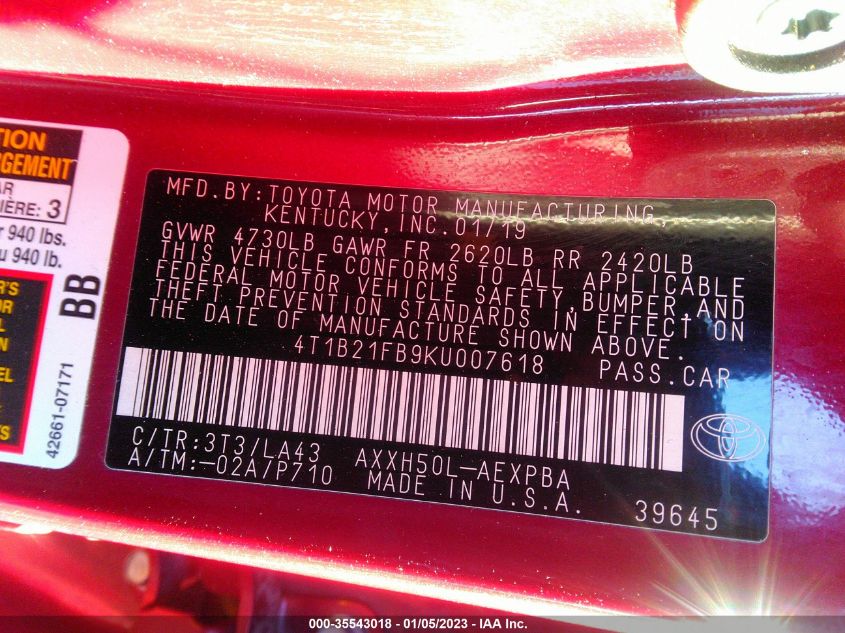 TION
RGEMENT
AR
IÈRE: 3
940 lbs.
u 940 lb.
R'S
OR
L
N
EL
S
BB
42661-07171
MFD.BY:TOYOTA MOTOR MANUFACTURING,
KENTUCKY,INC.01/19
GVWR 4730LB GAWR FR 2620LB RR 2420LB
THIS VEHICLE CONFORMS TO ALL APPLICABLE
FEDERAL MOTOR VEHICLE SAFETY,BUMPER,AND
THEFT PREVENTION STANDARDS IN EFFECT ON
THE DATE OF MANUFACTURE SHOWN ABOVE.
4T1B21FB9KU007618 PASS.CAR
C/TR:3T3/LA43 AXXH50L-AEXPBA
A/TM:-02A/P710 MADE IN U.S.A.
39645
000-35543018 - 01/05/2023 - IAA Inc.